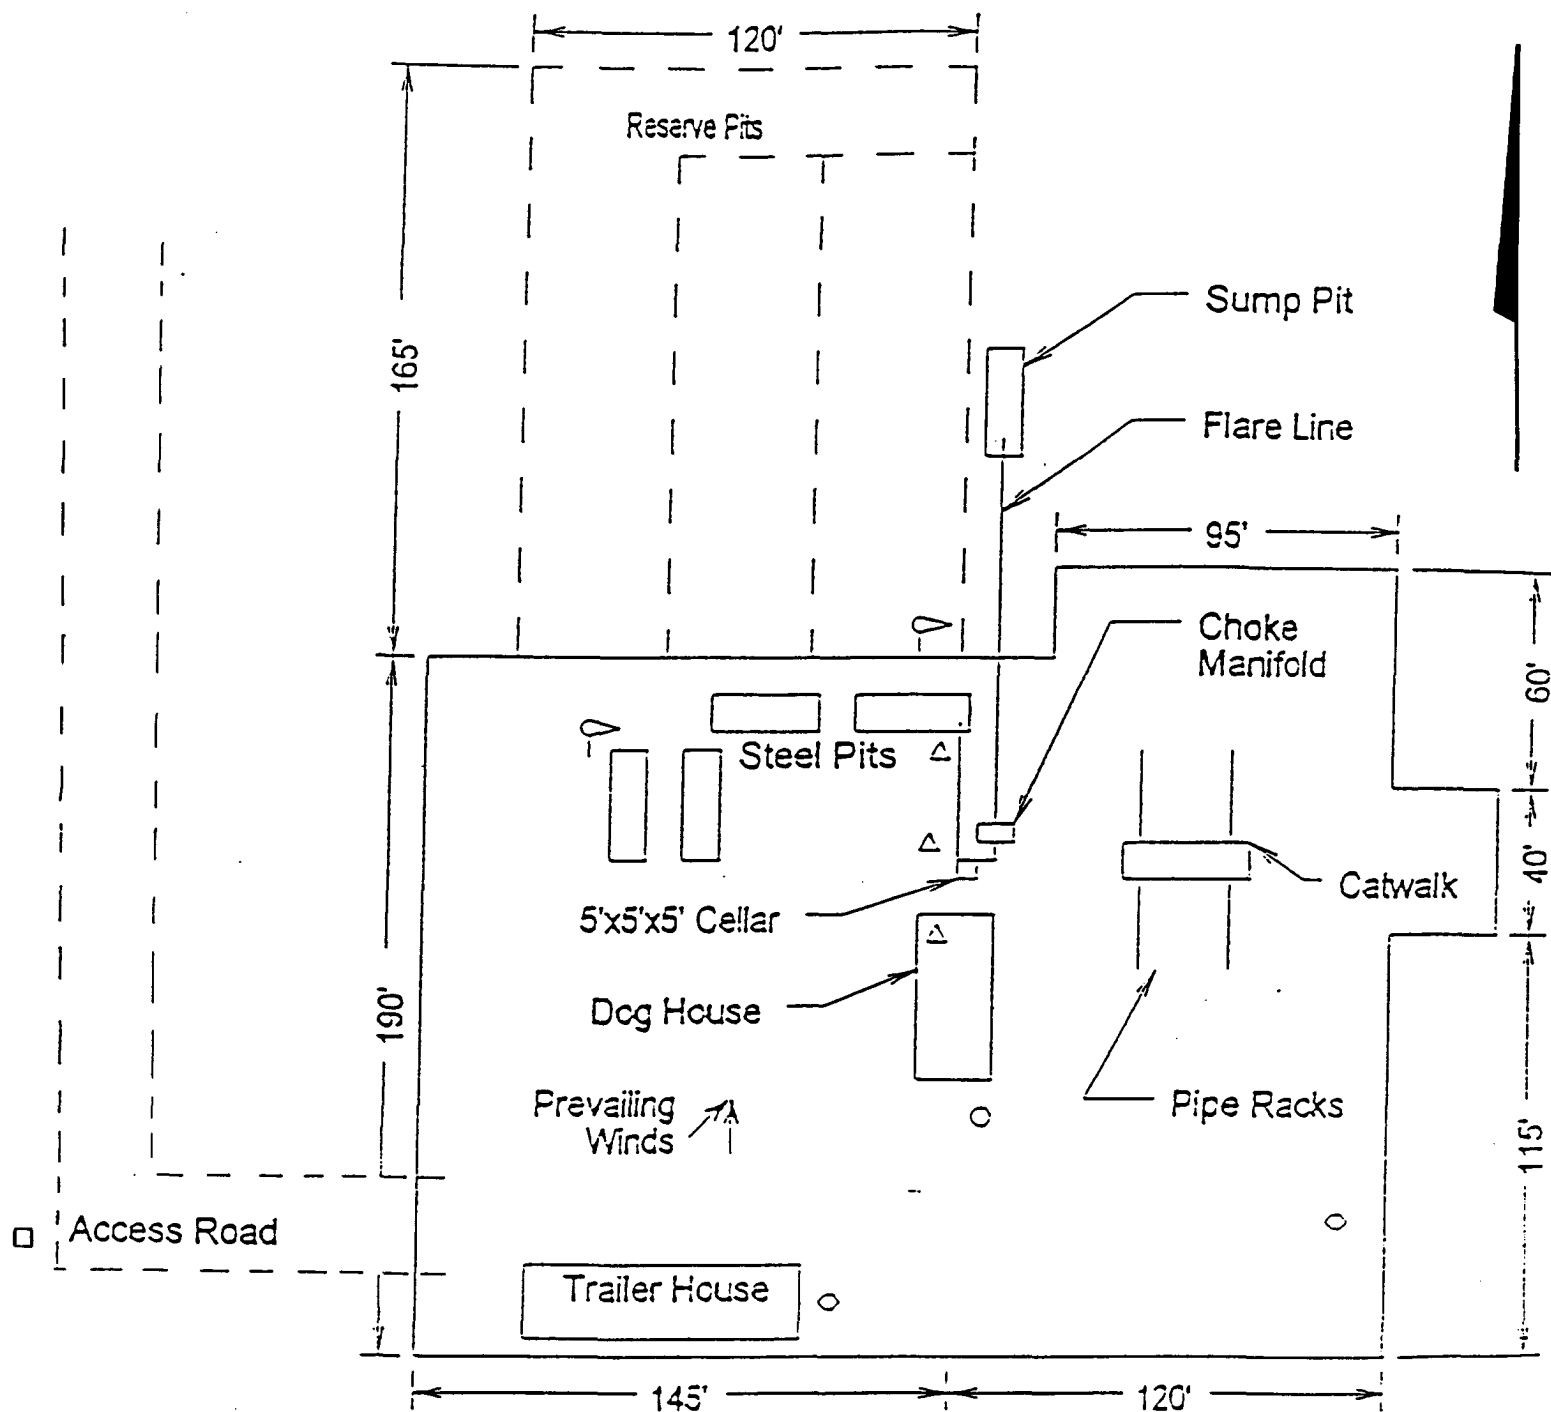 120'
Reserve Pits
165'
Sump Pit
Flare Line
95'
Choke
Manifold
60'
Steel Pits
40'
Catwalk
5'x5'x5' Cellar
190'
Dog House
Prevailing
Winds
Pipe Racks
115'
Access Road
Trailer House
145'
120'